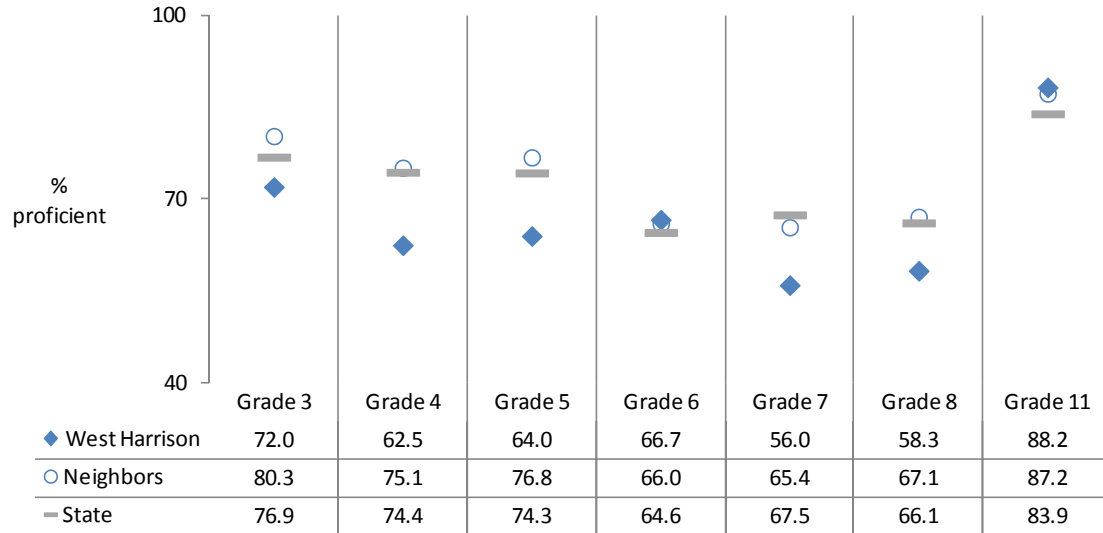 100
%
proficient
70
40
Grade 3 Grade 4 Grade 5 Grade 6 Grade 7 Grade 8 Grade 11
West Harrison 72.0 62.5 64.0 66.7 56.0 58.3 88.2
Neighbors 80.3 75.1 76.8 66.0 65.4 67.1 87.2
State 76.9 74.4 74.3 64.6 67.5 66.1 83.9